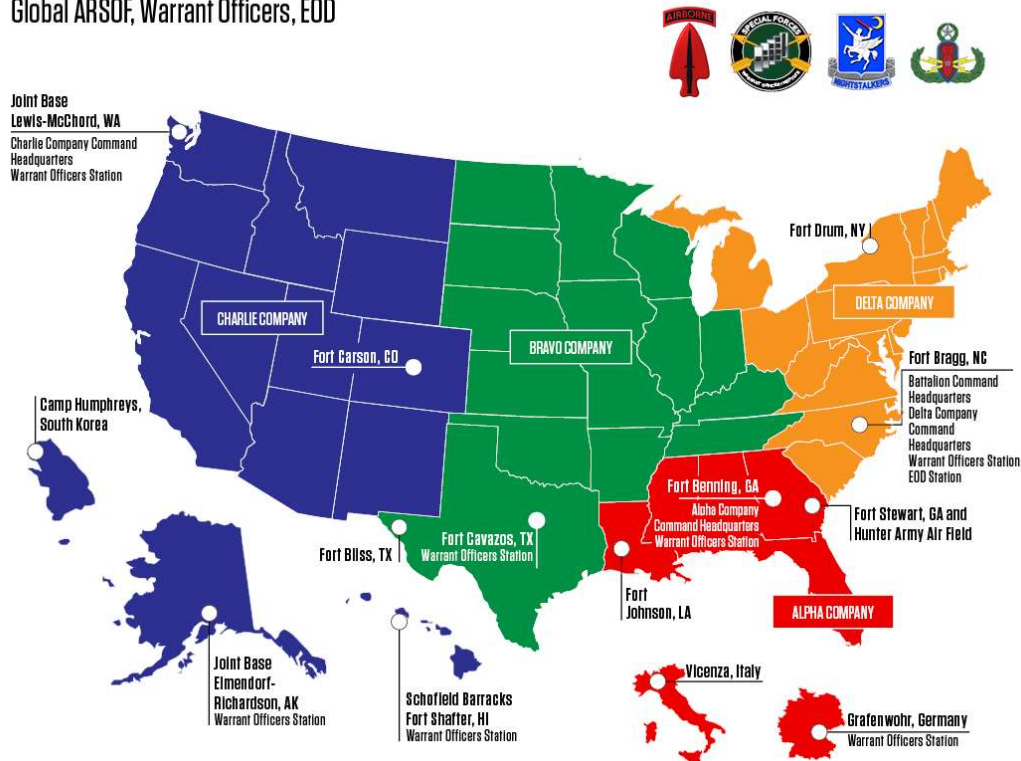 Global ARSOF, Warrant Officers, EOD
AIRBORNE
SPECIAL FORCES
NIGHTSTALKERS
Joint Base
Lewis-McChord, WA
Charlie Company Command
Headquarters
Warrant Officers Station
Fort Drum, NY
DELTA COMPANY
CHARLIE COMPANY
BRAVO COMPANY
Fort Carson, CO
Fort Bragg, NC
Battalion Command
Headquarters
Delta Company
Command
Headquarters
Warrant Officers Station
EOD Station
Camp Humphreys,
South Korea
Fort Benning, GA
Alpha Company
Command Headquarters
Warrant Officers Station
Fort Stewart, GA and
Hunter Army Air Field
Fort Bliss, TX
Fort Cavazos, TX
Warrant Officers Station
Fort
Johnson, LA
ALPHA COMPANY
Joint Base
Elmendorf-
Richardson, AK
Warrant Officers Station
Schofield Barracks
Fort Shafter, HI
Warrant Officers Station
Vicenza, Italy
Grafenwohr, Germany
Warrant Officers Station